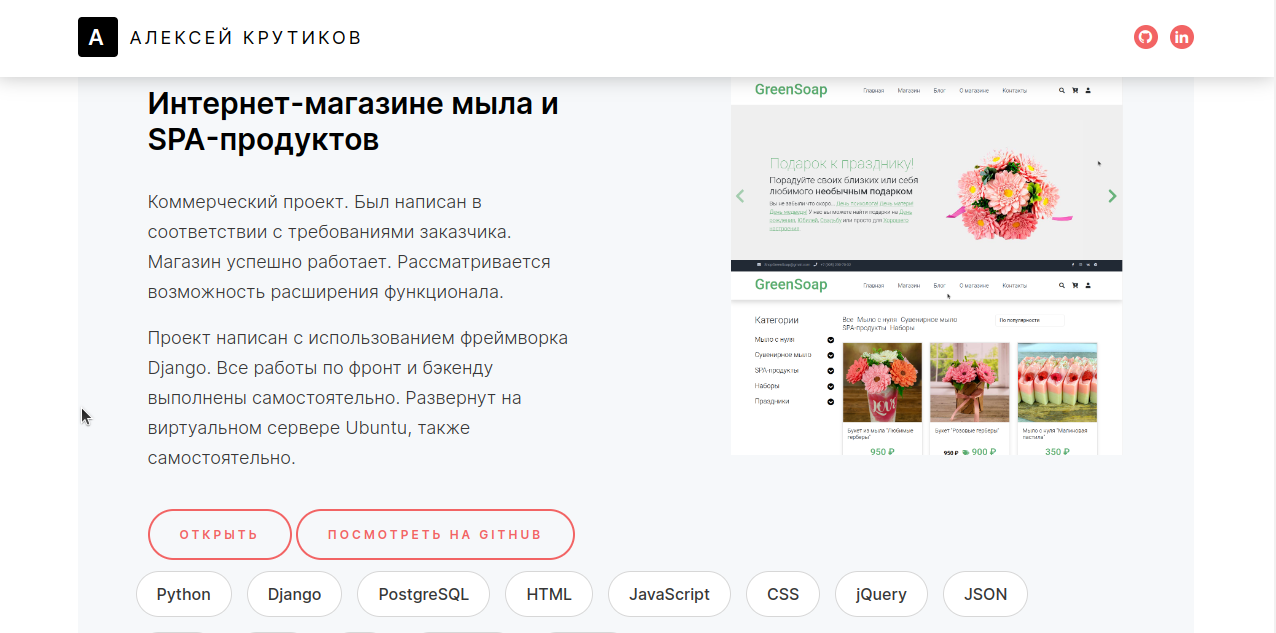 A АЛЕКСЕЙ КРУТИКОВ
Интернет-магазине мыла и
SPA-продуктов
Коммерческий проект. Был написан в
соответствии с требованиями заказчика.
Магазин успешно работает. Рассматривается
возможность расширения функционала.
Проект написан с использованием фреймворка
Django. Все работы по фронт и бэкенду
выполнены самостоятельно. Развернут на
виртуальном сервере Ubuntu, также
самостоятельно.
GreenSoap Главная Магазин Блог О магазине Контакты
Подарок к празднику!
Порадуйте своих близких или себя
любимого необычным подарком
GreenSoap Главная Магазин Блог О магазине Контакты
Категории
Мыло с нуля
Сувенирное мыло
SPA-продукты
Наборы
Праздники
Все Мыло с нуля Сувенирное мыло
SPA-продукты Наборы
По популярности
Букет из мыла "Любимые
герберы"
950 ₽
Букет "Розовые герберы"
950 ₽ 900 ₽
Мыло с нуля "Малиновая
пастила"
350 ₽
ОТКРЫТЬ ПОСМОТРЕТЬ НА GITHUB
Python Django PostgreSQL HTML JavaScript CSS jQuery JSON